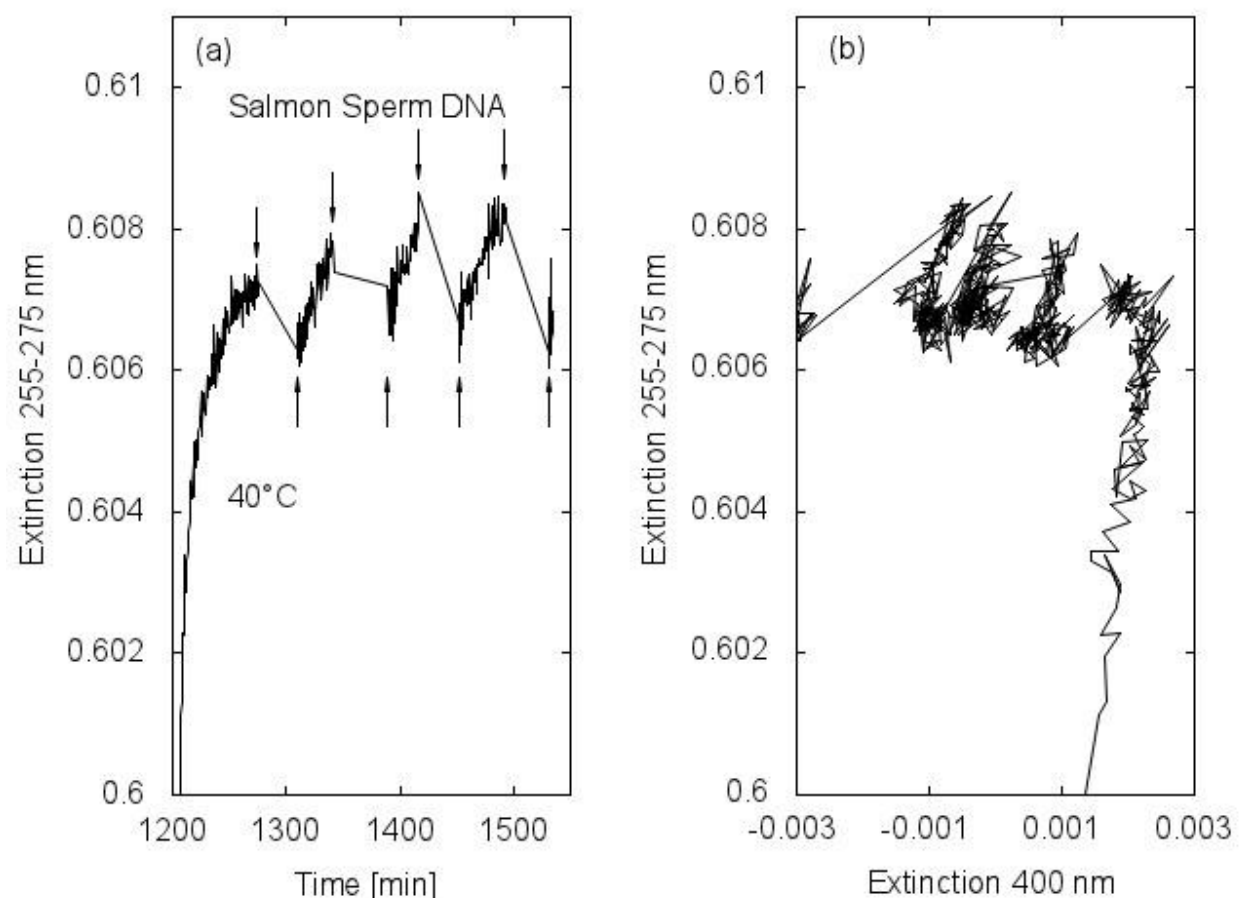 (a)
Salmon Sperm DNA
40°C
0.61
0.608
0.606
0.604
0.602
0.6
1200 1300 1400 1500
Time [min]
Extinction 255-275 nm
(b)
0.61
0.608
0.606
0.604
0.602
0.6
-0.003 -0.001 0.001 0.003
Extinction 400 nm
Extinction 255-275 nm